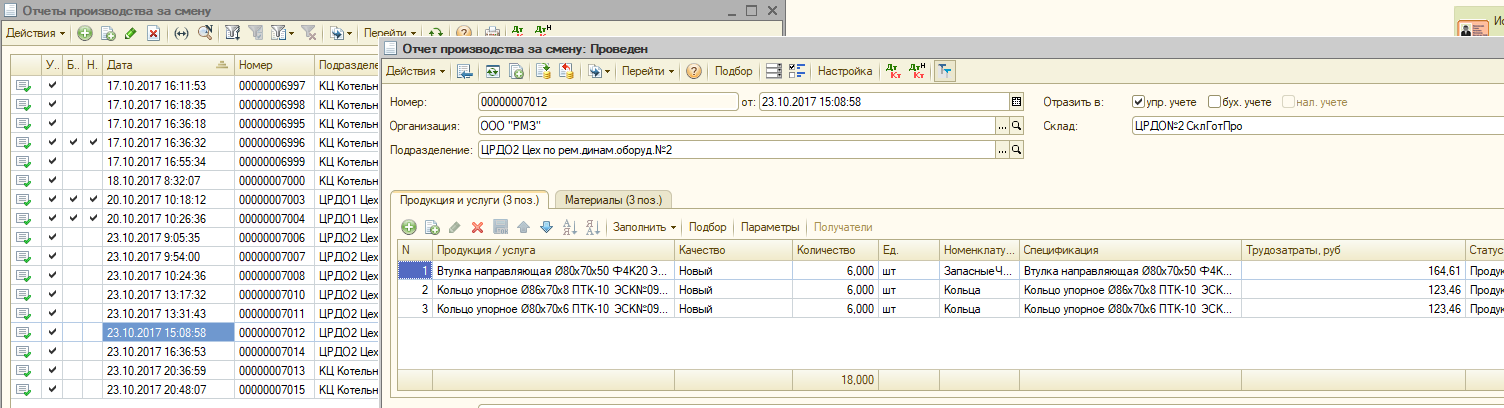 Отчеты производства за смену
Действия
Перейти
У.. Б.. Н. Дата Номер Подразделе
17.10.2017 16:11:53 00000006997 КЦ Котельн
17.10.2017 16:18:35 00000006998 КЦ Котельн
17.10.2017 16:36:18 00000006995 КЦ Котельн
17.10.2017 16:36:32 00000006996 КЦ Котельн
17.10.2017 16:55:34 00000006999 КЦ Котельн
18.10.2017 8:32:07 00000007000 КЦ Котельн
20.10.2017 10:18:12 00000007003 ЦРДО1 Цех
20.10.2017 10:26:36 00000007004 ЦРДО1 Цех
23.10.2017 9:05:35 00000007006 ЦРДО2 Цех
23.10.2017 9:54:00 00000007007 ЦРДО2 Цех
23.10.2017 10:24:36 00000007008 ЦРДО2 Цех
23.10.2017 13:17:32 00000007010 ЦРДО2 Цех
23.10.2017 13:31:43 00000007011 ЦРДО2 Цех
23.10.2017 15:08:58 00000007012 ЦРДО2 Цех
23.10.2017 16:36:53 00000007014 ЦРДО2 Цех
23.10.2017 20:36:59 00000007013 КЦ Котельн
23.10.2017 20:48:07 00000007015 КЦ Котельн
Отчет производства за смену: Проведен
Действия Перейти Подбор Настройка Дт Кт Дт Н Кт
Номер: 00000007012 от: 23.10.2017 15:08:58 Отразить в: упр. учете бух. учете нал. учете
Организация: ООО "РМЗ" ... Склад: ЦРДО№2 СклГотПро
Подразделение: ЦРДО2 Цех по рем.динам.оборуд.№2 ...
Продукция и услуги (3 поз.) Материалы (3 поз.)
Заполнить Подбор Параметры Получатели
N Продукция / услуга Качество Количество Ед. Номенклату... Спецификация Трудозатраты, руб Статус
1 Втулка направляющая Ø80х70х50 Ф4К20 Э... Новый 6,000 шт ЗапасныеЧ... Втулка направляющая Ø80х70х50 Ф4К... 164,61 Продук
2 Кольцо упорное Ø86х70х8 ПТК-10 ЭСК№09... Новый 6,000 шт Кольца Кольцо упорное Ø86х70х8 ПТК-10 ЭСК... 123,46 Продук
3 Кольцо упорное Ø80х70х6 ПТК-10 ЭСК№09... Новый 6,000 шт Кольца Кольцо упорное Ø80х70х6 ПТК-10 ЭСК... 123,46 Продук
18,000